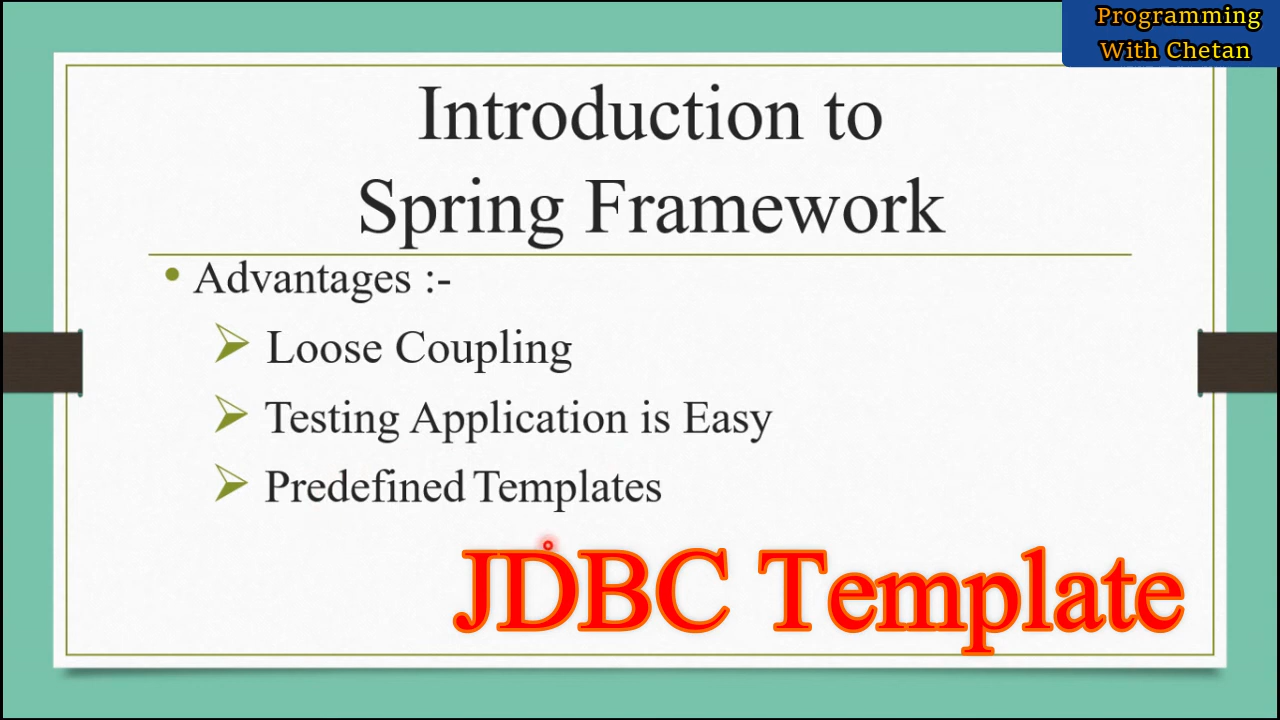 Programming
With Chetan
Introduction to
Spring Framework
• Advantages :-
➢ Loose Coupling
➢ Testing Application is Easy
➢ Predefined Templates
JDBC Template